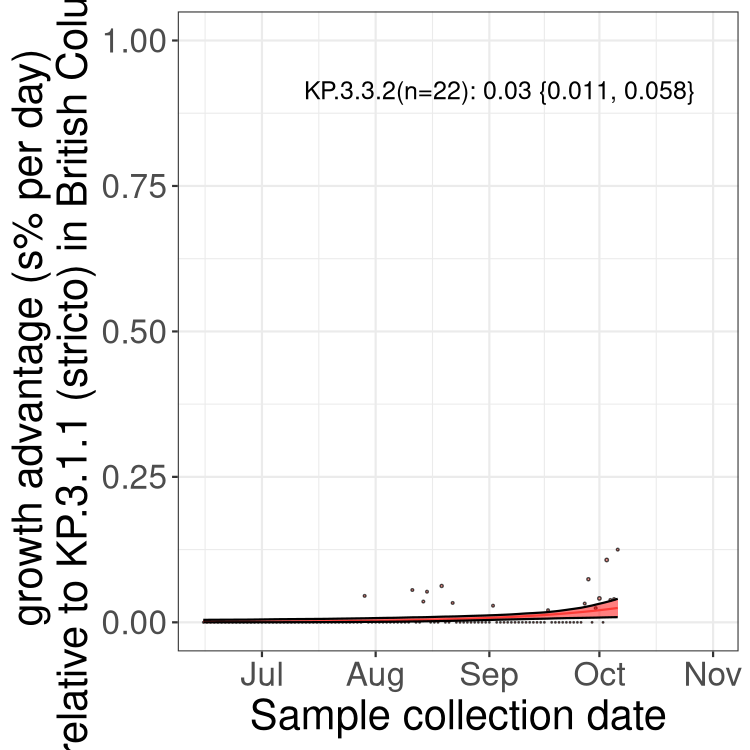 growth advantage (s% per day)
relative to KP.3.1.1 (stricto) in British Colu
1.00
0.75
0.50
0.25
0.00
KP.3.3.2(n=22): 0.03 {0.011, 0.058}
Jul Aug Sep Oct Nov
Sample collection date